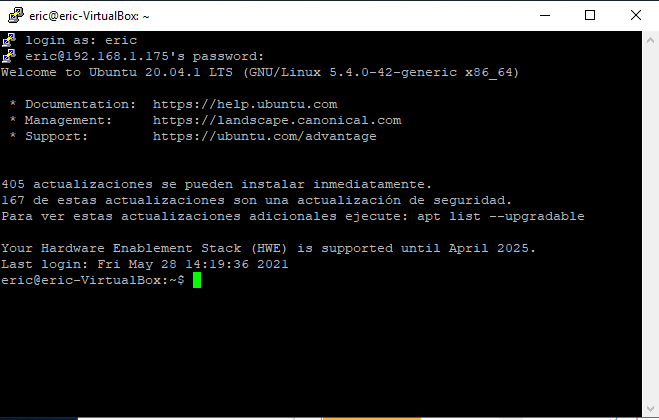 eric@eric-VirtualBox: ~
login as: eric
eric@192.168.1.175's password:
Welcome to Ubuntu 20.04.1 LTS (GNU/Linux 5.4.0-42-generic x86_64)
* Documentation:  https://help.ubuntu.com
* Management:     https://landscape.canonical.com
* Support:        https://ubuntu.com/advantage
405 actualizaciones se pueden instalar inmediatamente.
167 de estas actualizaciones son una actualización de seguridad.
Para ver estas actualizaciones adicionales ejecute: apt list --upgradable
Your Hardware Enablement Stack (HWE) is supported until April 2025.
Last login: Fri May 28 14:19:36 2021
eric@eric-VirtualBox:~$